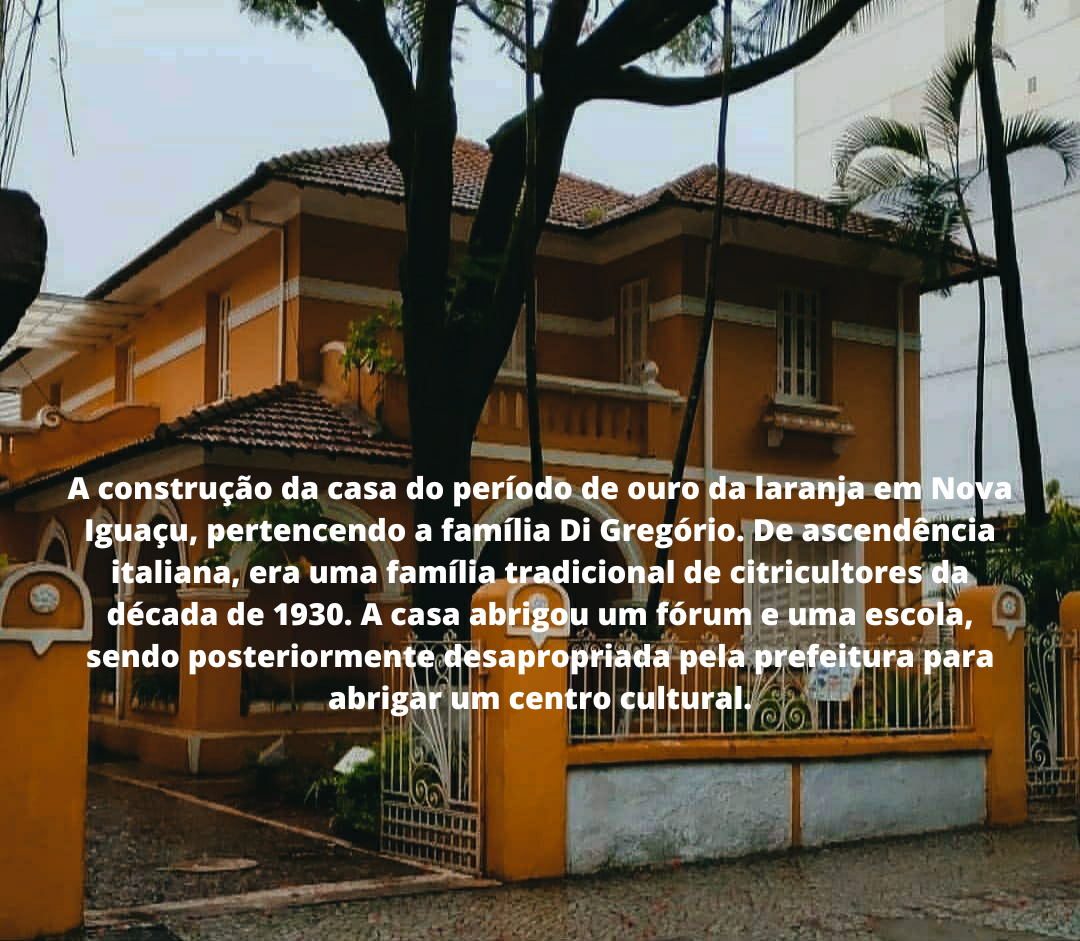 A construção da casa do período de ouro da laranja em Nova
Iguaçu, pertencendo a família Di Gregório. De ascendência
italiana, era uma família tradicional de citricultores da
década de 1930. A casa abrigou um fórum e uma escola,
sendo posteriormente desapropriada pela prefeitura para
abrigar um centro cultural.